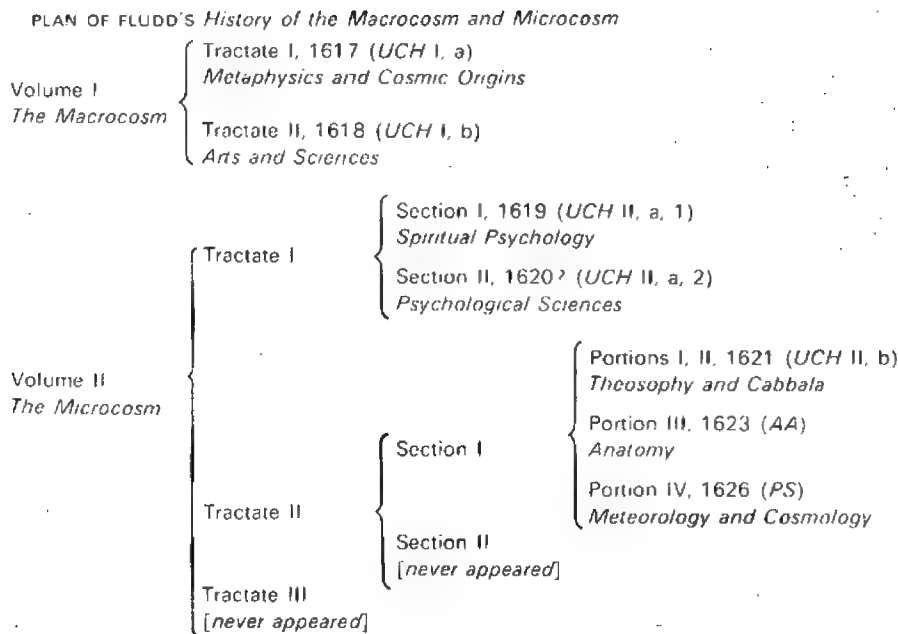 PLAN OF FLUDD'S History of the Macrocosm and Microcosm
Volume I
The Macrocosm
Tractate I, 1617 (UCH I, a)
Metaphysics and Cosmic Origins
Tractate II, 1618 (UCH I, b)
Arts and Sciences
Volume II
The Microcosm
Tractate I
Section I, 1619 (UCH II, a, 1)
Spiritual Psychology
Section II, 1620? (UCH II, a, 2)
Psychological Sciences
Tractate II
Section I
Portions I, II, 1621 (UCH II, b)
Theosophy and Cabbala
Portion III, 1623 (AA)
Anatomy
Portion IV, 1626 (PS)
Meteorology and Cosmology
Section II
[never appeared]
Tractate III
[never appeared]